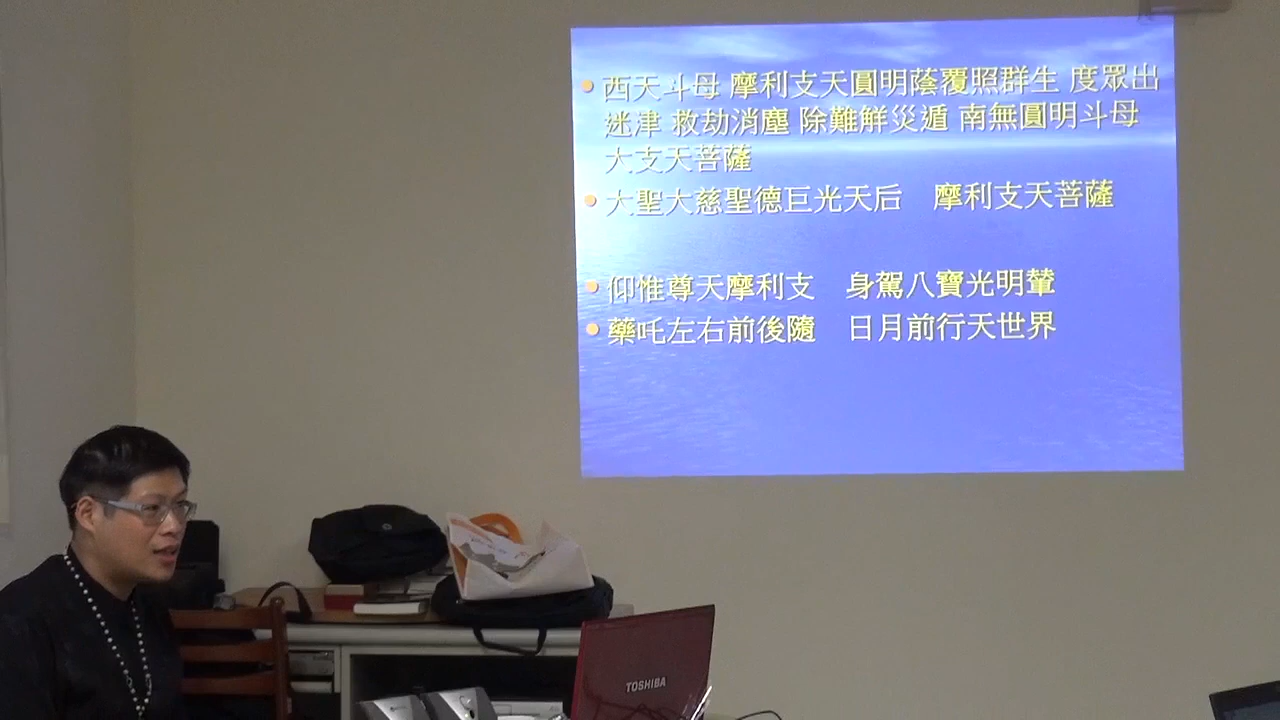 西天斗母 摩利支天圓明蔭覆照群生 度眾出
迷津 救劫消塵 除難解災遁 南無圓明斗母
大支天菩薩
大聖大慈聖德巨光天后 摩利支天菩薩
仰惟尊天摩利支 身駕八寶光明輦
藥吒左右前後隨 日月前行天世界
TOSHIBA